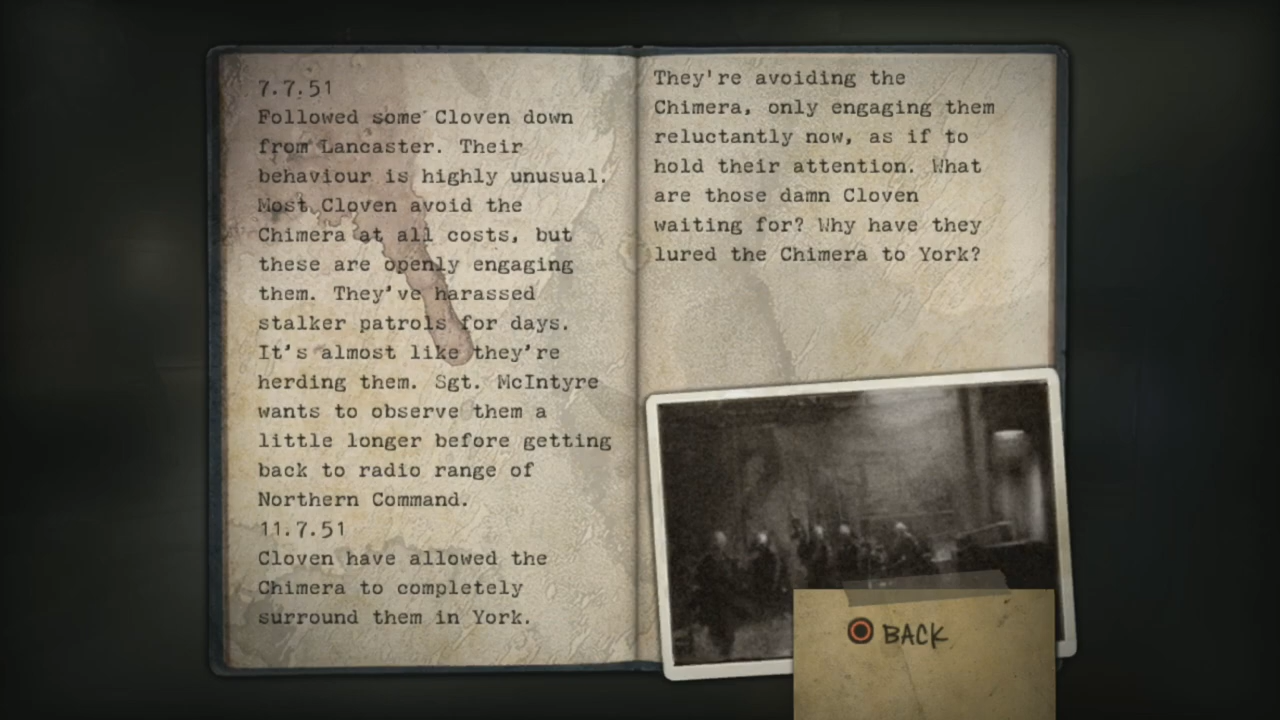 7.7.51
Followed some Cloven down
from Lancaster. Their
behaviour is highly unusual.
Most Cloven avoid the
Chimera at all costs, but
these are openly engaging
them. They've harassed
stalker patrols for days.
It's almost like they're
herding them. Sgt. McIntyre
wants to observe them a
little longer before getting
back to radio range of
Northern Command.
11.7.51
Cloven have allowed the
Chimera to completely
surround them in York.
They're avoiding the
Chimera, only engaging them
reluctantly now, as if to
hold their attention. What
are those damn Cloven
waiting for? Why have they
lured the Chimera to York?
BACK